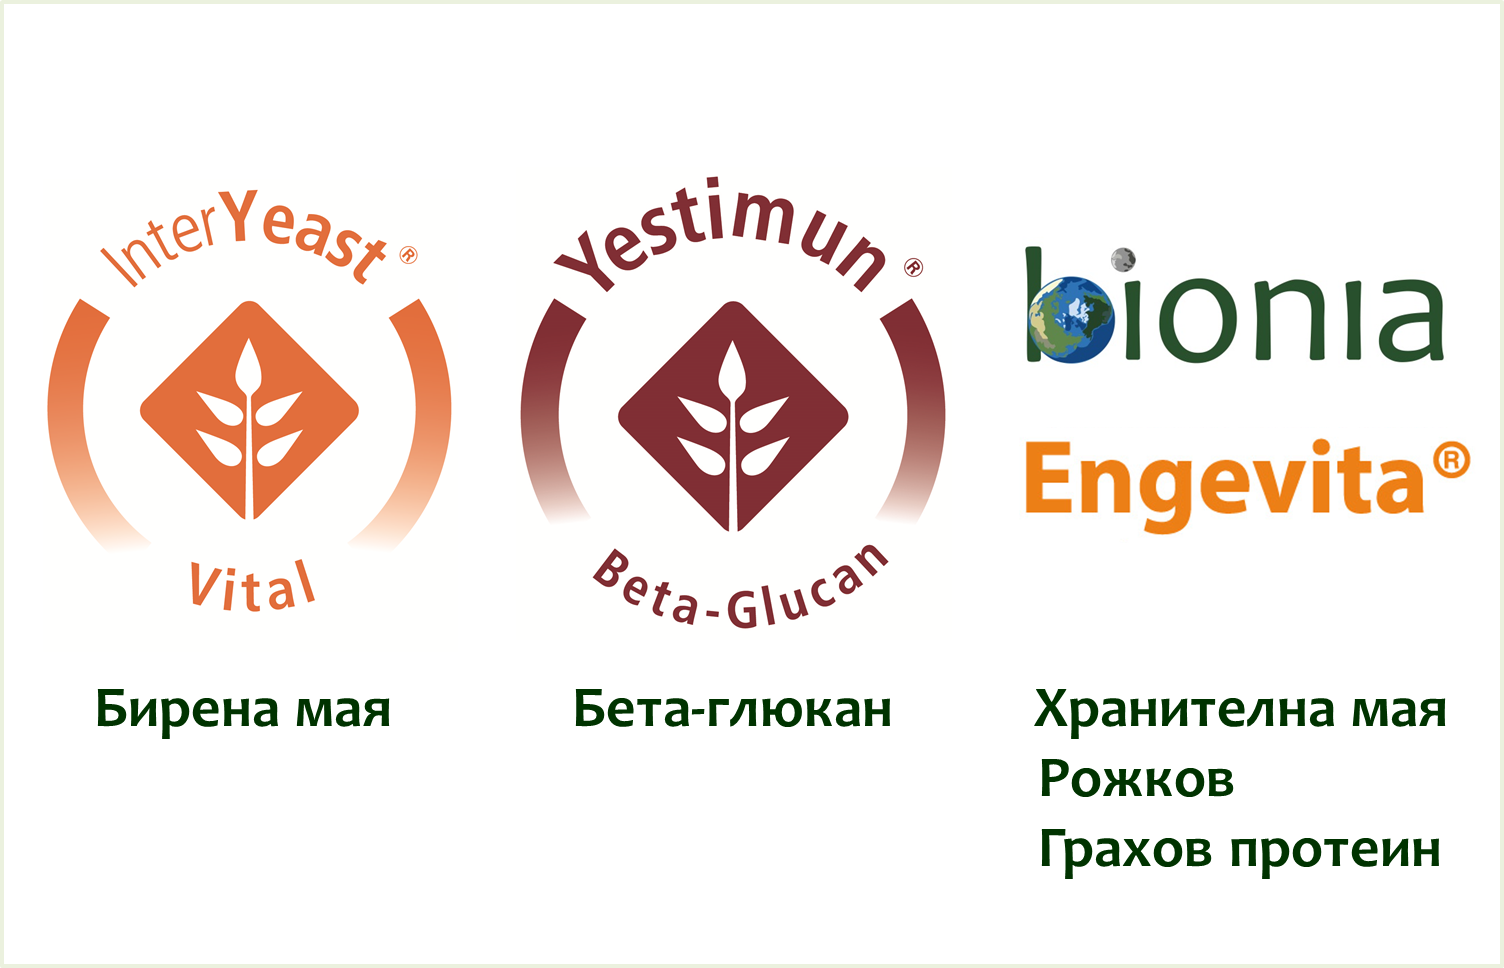 InterYeast®
Vital
Бирена мая
Yestimun®
Beta-Glucan
Бета-глюкан
bionia
Engevita®
Хранителна мая
Рожков
Грахов протеин